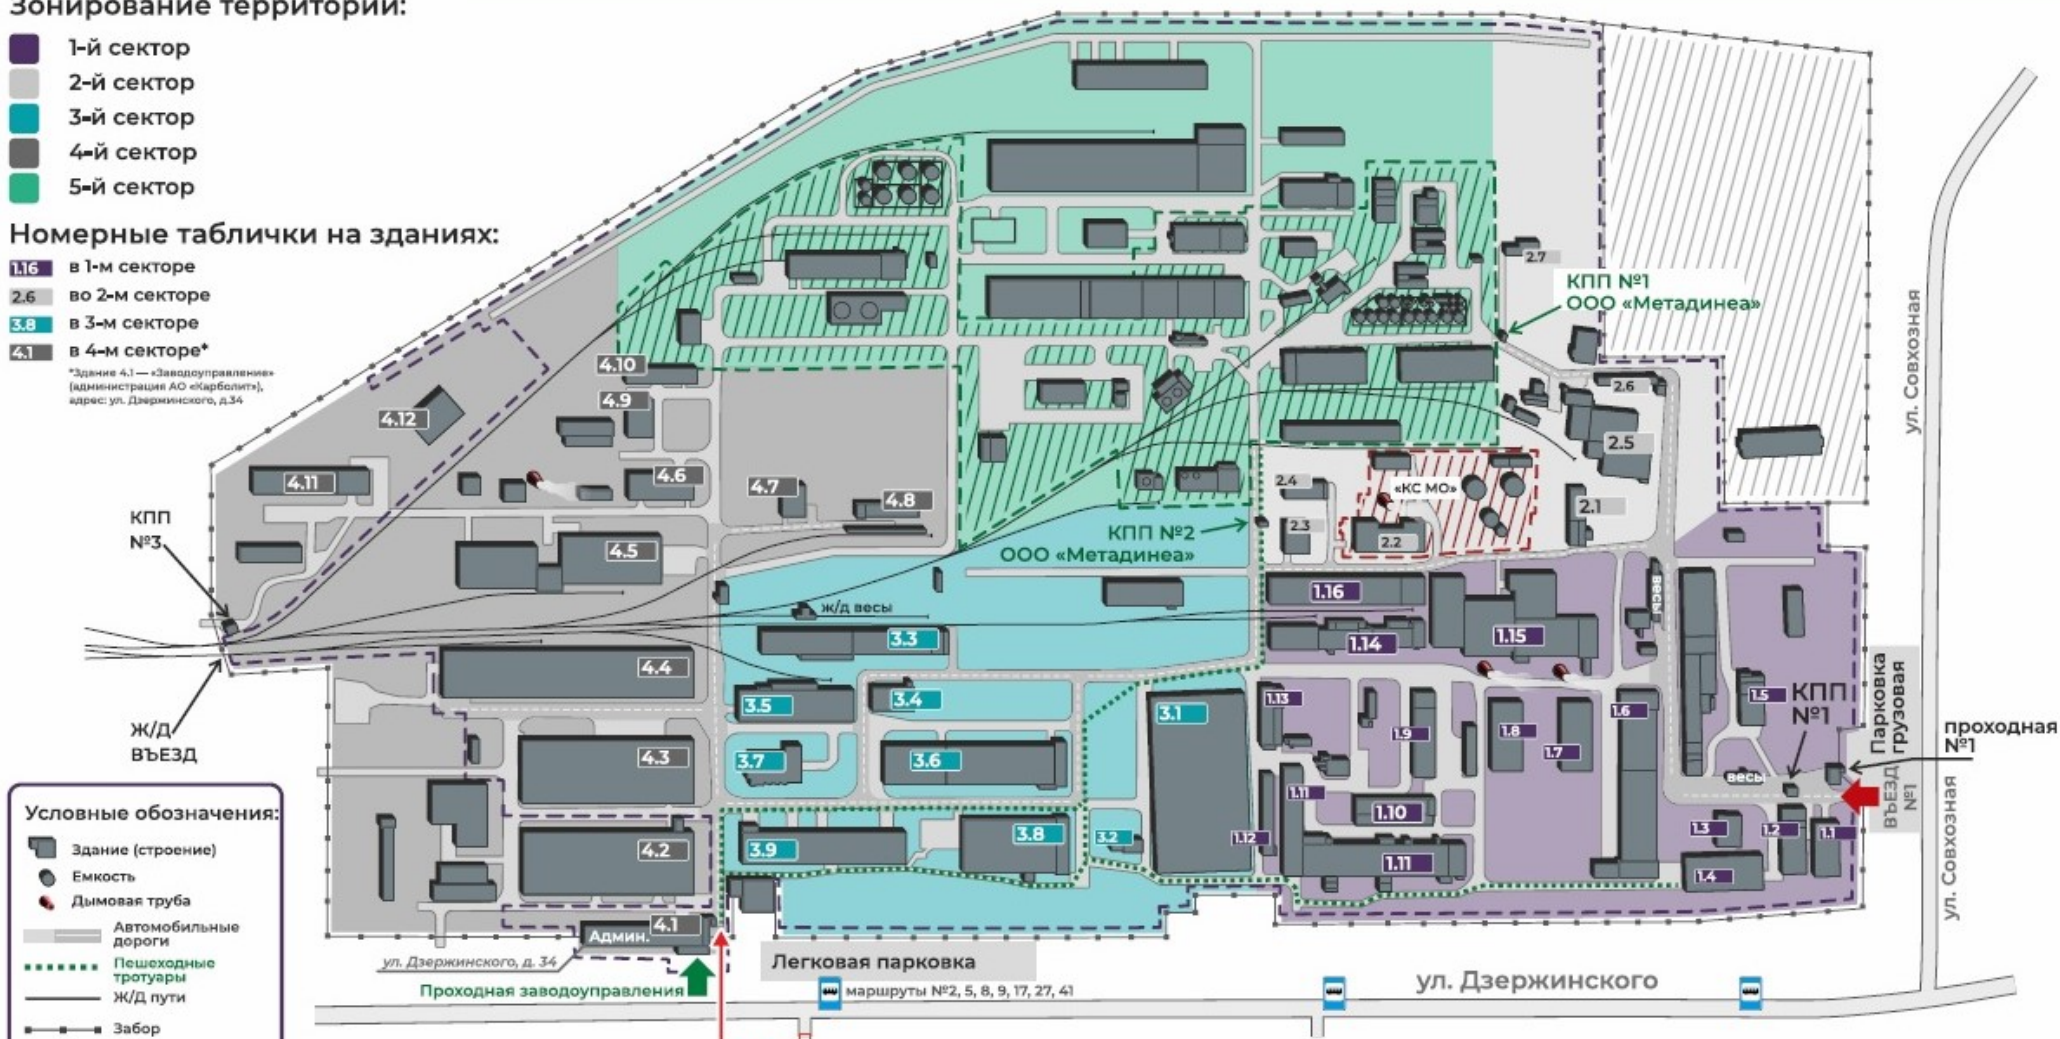 Зонирование территории:
1-й сектор
2-й сектор
3-й сектор
4-й сектор
5-й сектор
Номерные таблички на зданиях:
1.16 в 1-м секторе
2.6 во 2-м секторе
3.8 в 3-м секторе
4.1 в 4-м секторе*
*Здание 4.1 — «Заводоуправление»
(администрация АО «Карболит»),
адрес: ул. Дзержинского, д.34
2.7
КПП №1
ООО «Метадинеа»
ул. Совхозная
4.10
4.9
4.12
2.6
2.5
4.11
4.6
4.7
4.8
2.4
«КС МО»
2.1
КПП
№3
КПП №2
ООО «Метадинеа»
2.3
2.2
4.5
1.16
весы
ж/д весы
3.3
1.14
1.15
4.4
3.5
3.4
3.1
1.13
1.9
1.8
1.7
1.6
1.5
КПП
№1
Парковка
грузовая
проходная
№1
Ж/Д
ВЪЕЗД
4.3
3.7
3.6
весы
ВЪЕЗД
№1
1.11
1.10
1.12
1.11
1.3
1.2
1.1
1.4
4.2
3.9
3.8
3.2
ул. Совхозная
Условные обозначения:
Здание (строение)
Емкость
Дымовая труба
Автомобильные
дороги
Пешеходные
тротуары
Ж/Д пути
Забор
4.1
Админ.
ул. Дзержинского, д. 34
Проходная заводоуправления
Легковая парковка
маршруты №2, 5, 8, 9, 17, 27, 41
ул. Дзержинского